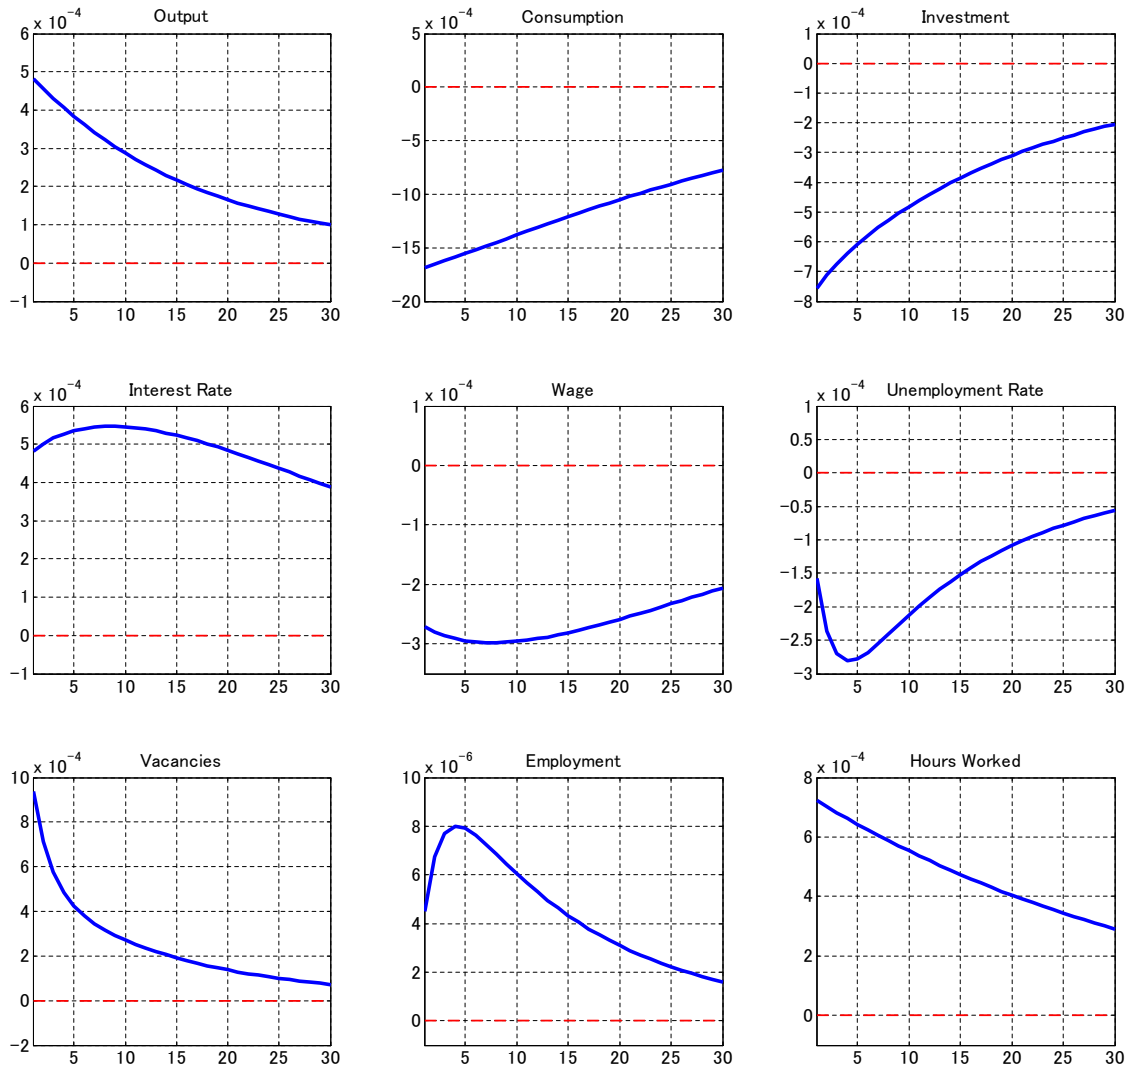 Output
x 10^-4
6
5
4
3
2
1
0
-1
5 10 15 20 25 30
Consumption
x 10^-4
5
0
-5
-10
-15
-20
5 10 15 20 25 30
Investment
x 10^-4
1
0
-1
-2
-3
-4
-5
-6
-7
-8
5 10 15 20 25 30
Interest Rate
x 10^-4
6
5
4
3
2
1
0
-1
5 10 15 20 25 30
Wage
x 10^-4
1
0
-1
-2
-3
5 10 15 20 25 30
Unemployment Rate
x 10^-4
1
0.5
0
-0.5
-1
-1.5
-2
-2.5
-3
5 10 15 20 25 30
Vacancies
x 10^-4
10
8
6
4
2
0
-2
5 10 15 20 25 30
Employment
x 10^-6
10
8
6
4
2
0
5 10 15 20 25 30
Hours Worked
x 10^-4
8
6
4
2
0
5 10 15 20 25 30